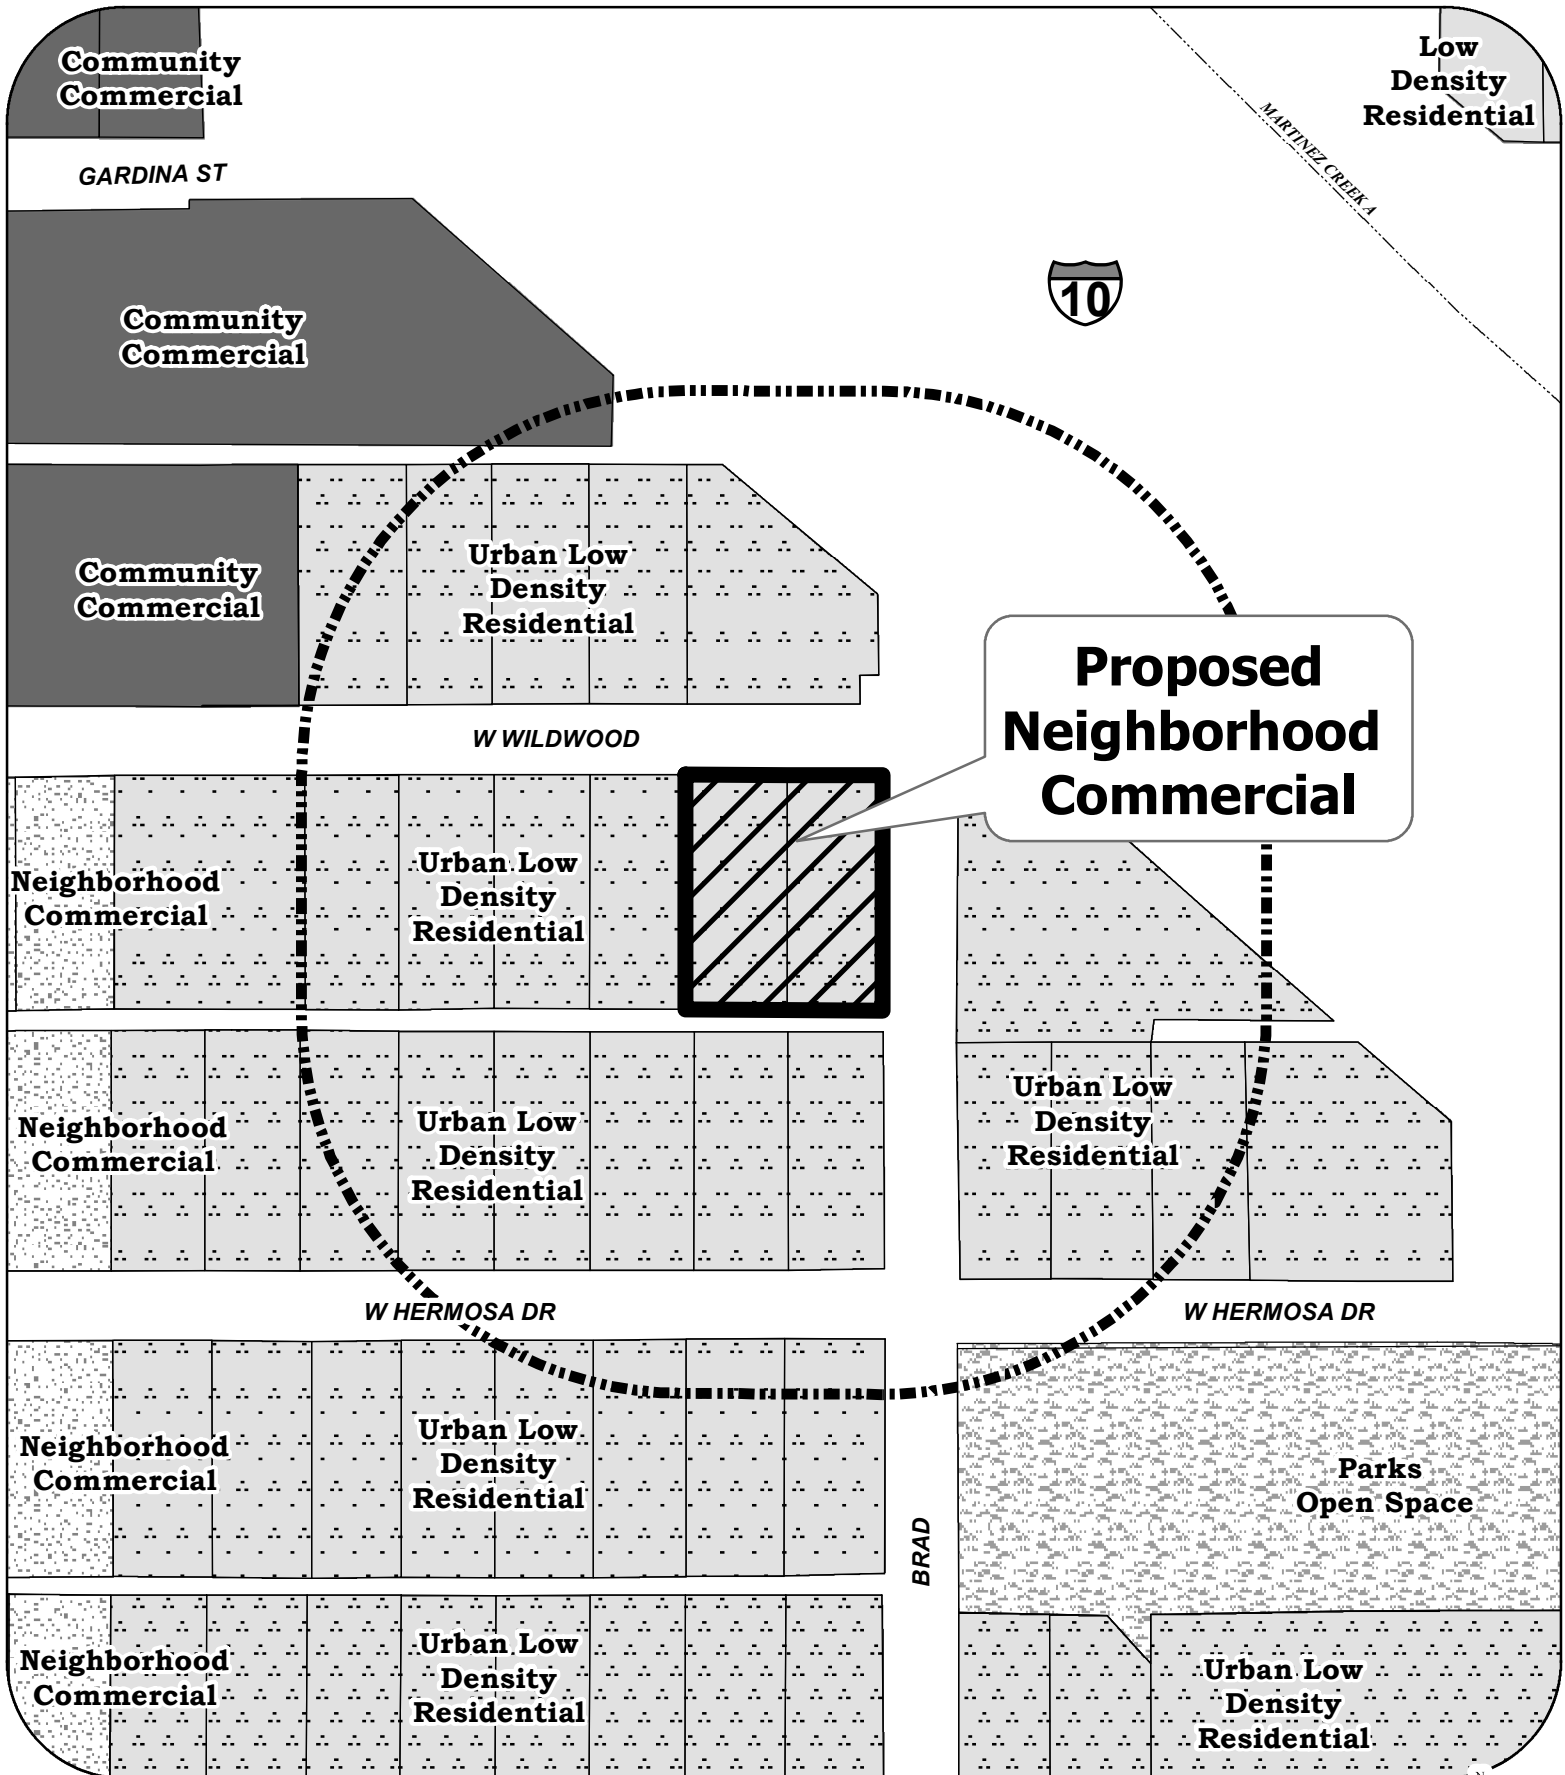 Community
Commercial
Low
Density
Residential
GARDINA ST
MARTINEZ CREEK A
10
Community
Commercial
Community
Commercial
Urban Low
Density
Residential
Proposed
Neighborhood
Commercial
W WILDWOOD
Neighborhood
Commercial
Urban Low
Density
Residential
Neighborhood
Commercial
Urban Low
Density
Residential
Urban Low
Density
Residential
W HERMOSA DR
W HERMOSA DR
Neighborhood
Commercial
Urban Low
Density
Residential
Parks
Open Space
BRAD
Neighborhood
Commercial
Urban Low
Density
Residential
Urban Low
Density
Residential